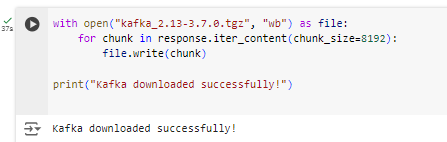 with open("kafka_2.13-3.7.0.tgz", "wb") as file:
    for chunk in response.iter_content(chunk_size=8192):
        file.write(chunk)
37s
print("Kafka downloaded successfully!")
Kafka downloaded successfully!